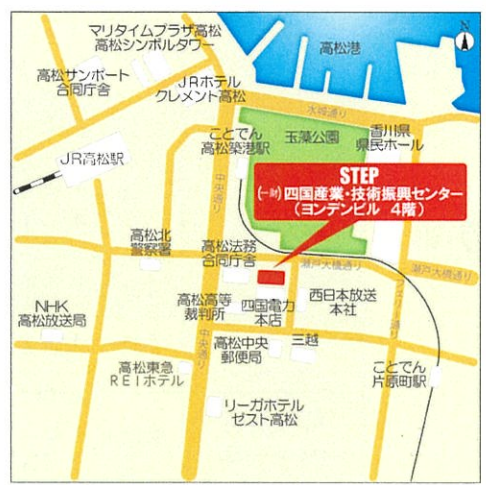 マリタイムプラザ高松
高松シンボルタワー
N
高松港
高松サンポート
合同庁舎
JRホテル
クレメント高松
水城通り
ことでん
高松築港駅
玉藻公園
香川県
県民ホール
JR高松駅
中央通り
STEP
(一財)四国産業・技術振興センター
(ヨンデンビル 4階)
高松北
警察署
高松法務
合同庁舎
瀬戸大橋通り
瀬戸大橋通り
フェリー通り
NHK
高松放送局
高松高等
裁判所
四国電力
本店
西日本放送
本社
中央通り
高松中央
郵便局
三越
高松東急
REIホテル
ことでん
片原町駅
リーガホテル
ゼスト高松